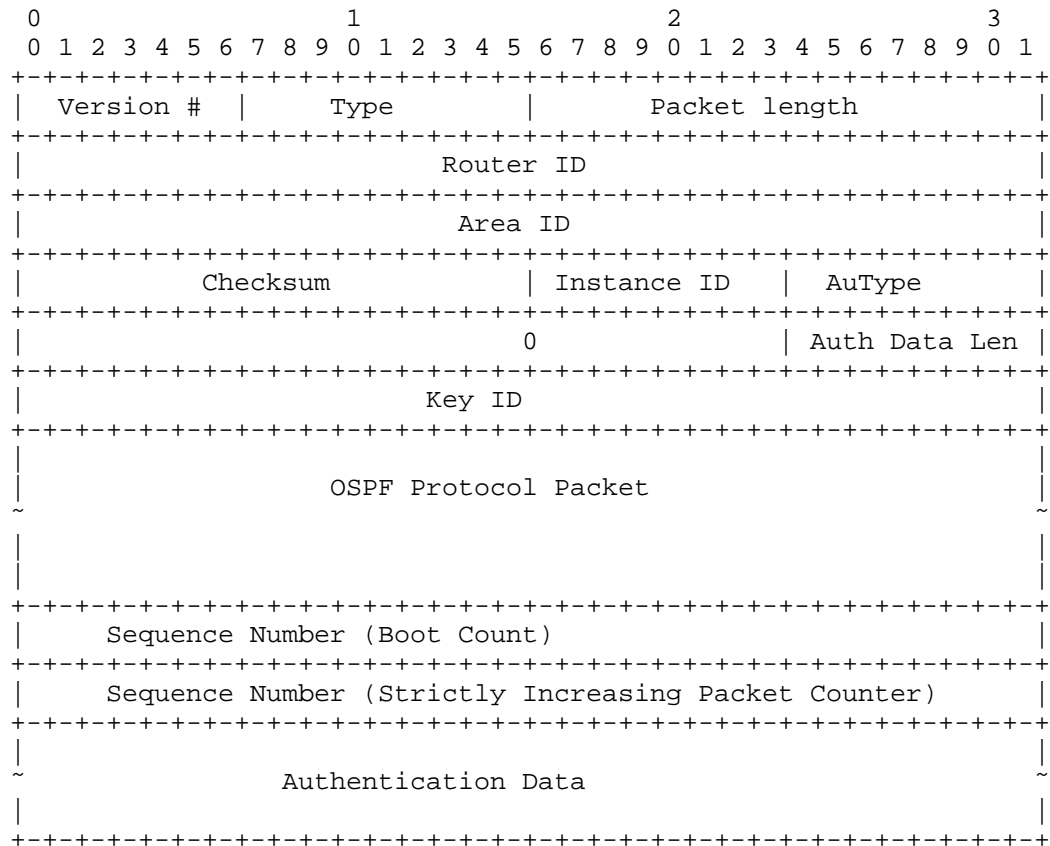 0                   1                   2                   3
 0 1 2 3 4 5 6 7 8 9 0 1 2 3 4 5 6 7 8 9 0 1 2 3 4 5 6 7 8 9 0 1
+-+-+-+-+-+-+-+-+-+-+-+-+-+-+-+-+-+-+-+-+-+-+-+-+-+-+-+-+-+-+-+-+
|  Version #  |     Type        |       Packet length           |
+-+-+-+-+-+-+-+-+-+-+-+-+-+-+-+-+-+-+-+-+-+-+-+-+-+-+-+-+-+-+-+-+
|                          Router ID                            |
+-+-+-+-+-+-+-+-+-+-+-+-+-+-+-+-+-+-+-+-+-+-+-+-+-+-+-+-+-+-+-+-+
|                           Area ID                             |
+-+-+-+-+-+-+-+-+-+-+-+-+-+-+-+-+-+-+-+-+-+-+-+-+-+-+-+-+-+-+-+-+
|           Checksum            | Instance ID   |  AuType       |
+-+-+-+-+-+-+-+-+-+-+-+-+-+-+-+-+-+-+-+-+-+-+-+-+-+-+-+-+-+-+-+-+
|                               0               | Auth Data Len |
+-+-+-+-+-+-+-+-+-+-+-+-+-+-+-+-+-+-+-+-+-+-+-+-+-+-+-+-+-+-+-+-+
|                         Key ID                                |
+-+-+-+-+-+-+-+-+-+-+-+-+-+-+-+-+-+-+-+-+-+-+-+-+-+-+-+-+-+-+-+-+
|                                                               |
|                   OSPF Protocol Packet                        |
~                                                               ~
|                                                               |
|                                                               |
+-+-+-+-+-+-+-+-+-+-+-+-+-+-+-+-+-+-+-+-+-+-+-+-+-+-+-+-+-+-+-+-+
|     Sequence Number (Boot Count)                              |
+-+-+-+-+-+-+-+-+-+-+-+-+-+-+-+-+-+-+-+-+-+-+-+-+-+-+-+-+-+-+-+-+
|     Sequence Number (Strictly Increasing Packet Counter)      |
+-+-+-+-+-+-+-+-+-+-+-+-+-+-+-+-+-+-+-+-+-+-+-+-+-+-+-+-+-+-+-+-+
|                                                               |
~                Authentication Data                            ~
|                                                               |
+-+-+-+-+-+-+-+-+-+-+-+-+-+-+-+-+-+-+-+-+-+-+-+-+-+-+-+-+-+-+-+-+